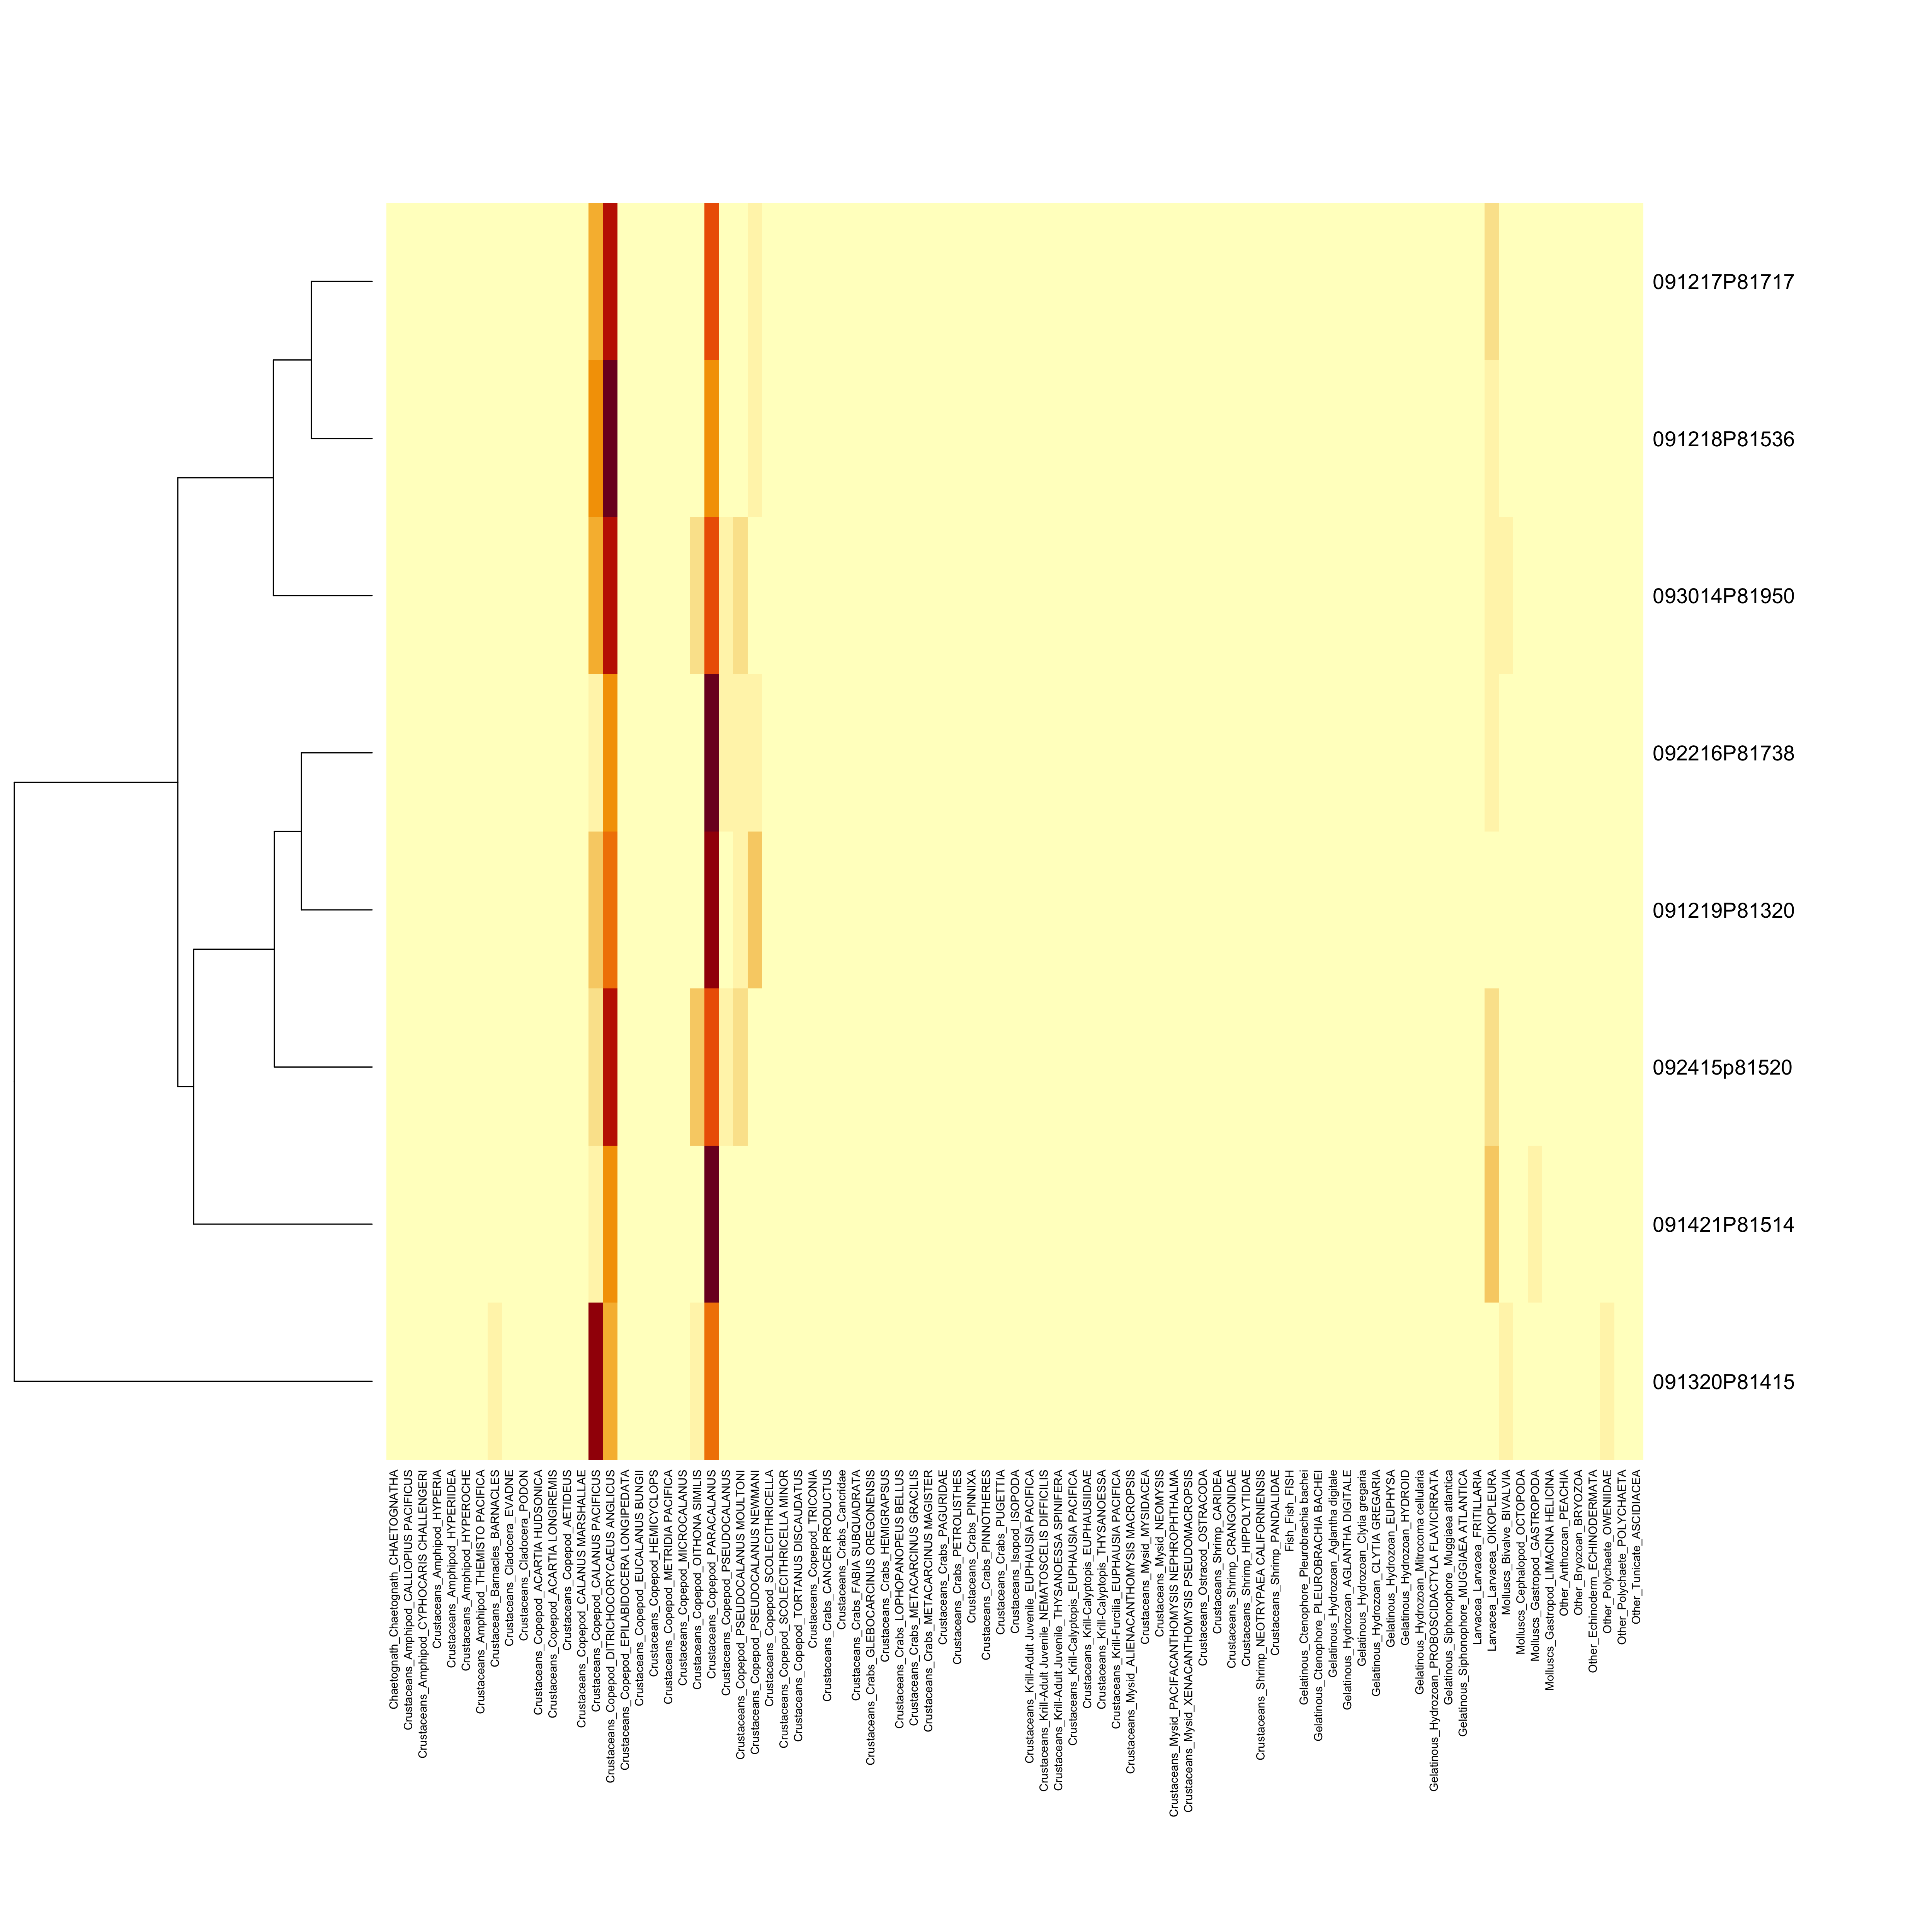 091217P81717
091218P81536
093014P81950
092216P81738
091219P81320
092415p81520
091421P81514
091320P81415
Chaetognath_Chaetognath_CHAETOGNATHA
Crustaceans_Amphipod_CALLIOPIUS PACIFICUS
Crustaceans_Amphipod_CYPHOCARIS CHALLENGERI
Crustaceans_Amphipod_HYPERIA
Crustaceans_Amphipod_HYPERIIDEA
Crustaceans_Amphipod_HYPEROCHE
Crustaceans_Amphipod_THEMISTO PACIFICA
Crustaceans_Barnacles_BARNACLES
Crustaceans_Cladocera_EVADNE
Crustaceans_Cladocera_PODON
Crustaceans_Copepod_ACARTIA HUDSONICA
Crustaceans_Copepod_ACARTIA LONGIREMIS
Crustaceans_Copepod_AETIDEUS
Crustaceans_Copepod_CALANUS MARSHALLAE
Crustaceans_Copepod_CALANUS PACIFICUS
Crustaceans_Copepod_DITRICHOCORYCAEUS ANGLICUS
Crustaceans_Copepod_EPILABIDOCERA LONGIPEDATA
Crustaceans_Copepod_EUCALANUS BUNGII
Crustaceans_Copepod_HEMICYCLOPS
Crustaceans_Copepod_METRIDIA PACIFICA
Crustaceans_Copepod_MICROCALANUS
Crustaceans_Copepod_OITHONA SIMILIS
Crustaceans_Copepod_PARACALANUS
Crustaceans_Copepod_PSEUDOCALANUS
Crustaceans_Copepod_PSEUDOCALANUS MOULTONI
Crustaceans_Copepod_PSEUDOCALANUS NEWMANI
Crustaceans_Copepod_SCOLECITHRICELLA
Crustaceans_Copepod_SCOLECITHRICELLA MINOR
Crustaceans_Copepod_TORTANUS DISCAUDATUS
Crustaceans_Copepod_TRICONIA
Crustaceans_Crabs_CANCER PRODUCTUS
Crustaceans_Crabs_Cancridae
Crustaceans_Crabs_FABIA SUBQUADRATA
Crustaceans_Crabs_GLEBOCARCINUS OREGONENSIS
Crustaceans_Crabs_HEMIGRAPSUS
Crustaceans_Crabs_LOPHOPANOPEUS BELLUS
Crustaceans_Crabs_METACARCINUS GRACILIS
Crustaceans_Crabs_METACARCINUS MAGISTER
Crustaceans_Crabs_PAGURIDAE
Crustaceans_Crabs_PETROLISTHES
Crustaceans_Crabs_PINNIXA
Crustaceans_Crabs_PINNOTHERES
Crustaceans_Crabs_PUGETTIA
Crustaceans_Isopod_ISOPODA
Crustaceans_Krill-Adult Juvenile_EUPHAUSIA PACIFICA
Crustaceans_Krill-Adult Juvenile_NEMATOSCELIS DIFFICILIS
Crustaceans_Krill-Adult Juvenile_THYSANOESSA SPINIFERA
Crustaceans_Krill-Calyptopis_EUPHAUSIA PACIFICA
Crustaceans_Krill-Calyptopis_EUPHAUSIIDAE
Crustaceans_Krill-Calyptopis_THYSANOESSA
Crustaceans_Krill-Furcilia_EUPHAUSIA PACIFICA
Crustaceans_Mysid_ALIENACANTHOMYSIS MACROPSIS
Crustaceans_Mysid_MYSIDACEA
Crustaceans_Mysid_NEOMYSIS
Crustaceans_Mysid_PACIFACANTHOMYSIS NEPHROPHTHALMA
Crustaceans_Mysid_XENACANTHOMYSIS PSEUDOMACROPSIS
Crustaceans_Ostracod_OSTRACODA
Crustaceans_Shrimp_CARIDEA
Crustaceans_Shrimp_CRANGONIDAE
Crustaceans_Shrimp_HIPPOLYTIDAE
Crustaceans_Shrimp_NEOTRYPAEA CALIFORNIENSIS
Crustaceans_Shrimp_PANDALIDAE
Fish_Fish_FISH
Gelatinous_Ctenophore_Pleurobrachia bachei
Gelatinous_Ctenophore_PLEUROBRACHIA BACHEI
Gelatinous_Hydrozoan_Aglantha digitale
Gelatinous_Hydrozoan_AGLANTHA DIGITALE
Gelatinous_Hydrozoan_Clytia gregaria
Gelatinous_Hydrozoan_CLYTIA GREGARIA
Gelatinous_Hydrozoan_EUPHYSA
Gelatinous_Hydrozoan_HYDROID
Gelatinous_Hydrozoan_Mitrocoma cellularia
Gelatinous_Hydrozoan_PROBOSCIDACTYLA FLAVICIRRATA
Gelatinous_Siphonophore_Muggiaea atlantica
Gelatinous_Siphonophore_MUGGIAEA ATLANTICA
Larvacea_Larvacea_FRITILLARIA
Larvacea_Larvacea_OIKOPLEURA
Molluscs_Bivalve_BIVALVIA
Molluscs_Cephalopod_OCTOPODA
Molluscs_Gastropod_GASTROPODA
Molluscs_Gastropod_LIMACINA HELICINA
Other_Anthozoan_PEACHIA
Other_Bryozoan_BRYOZOA
Other_Echinoderm_ECHINODERMATA
Other_Polychaete_OWENIIDAE
Other_Polychaete_POLYCHAETA
Other_Tunicate_ASCIDIACEA